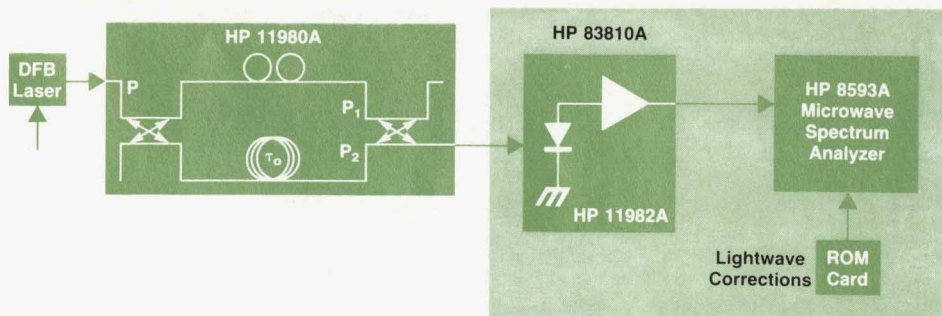 HP 11980A
DFB
Laser
P
P1
P2
τo
HP 83810A
HP 11982A
HP 8593A
Microwave
Spectrum
Analyzer
Lightwave
Corrections
ROM
Card